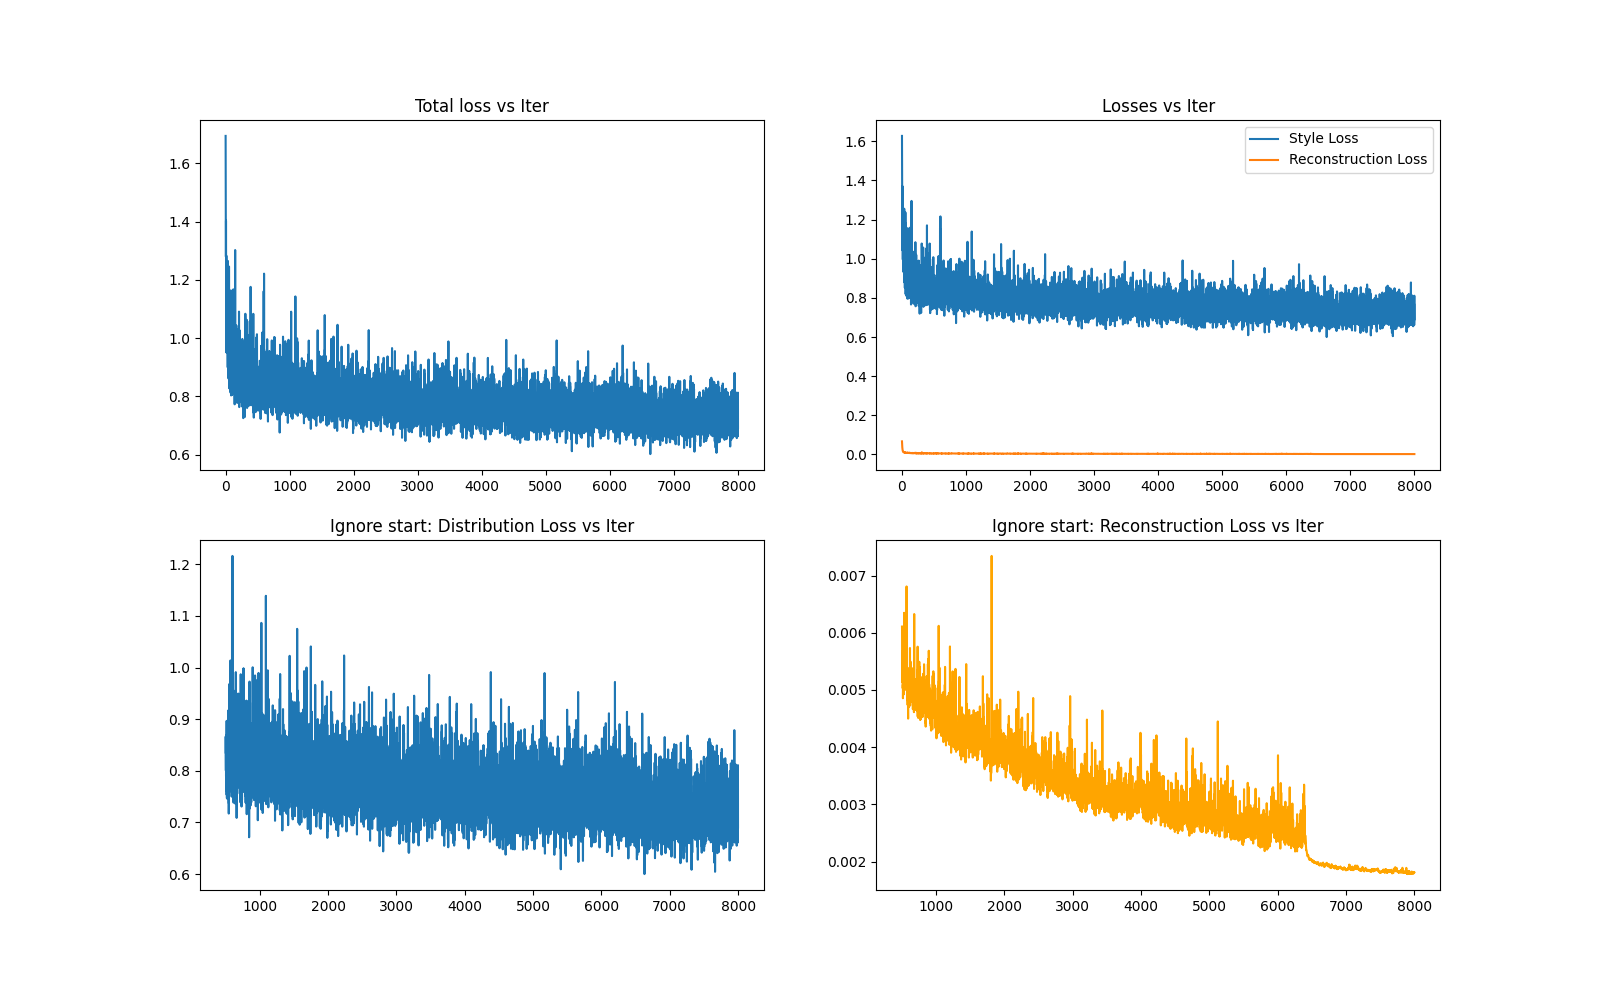 Total loss vs Iter
1.6
1.4
1.2
1.0
0.8
0.6
0 1000 2000 3000 4000 5000 6000 7000 8000
Losses vs Iter
Style Loss
Reconstruction Loss
1.6
1.4
1.2
1.0
0.8
0.6
0.4
0.2
0.0
0 1000 2000 3000 4000 5000 6000 7000 8000
Ignore start: Distribution Loss vs Iter
1.2
1.1
1.0
0.9
0.8
0.7
0.6
1000 2000 3000 4000 5000 6000 7000 8000
Ignore start: Reconstruction Loss vs Iter
0.007
0.006
0.005
0.004
0.003
0.002
1000 2000 3000 4000 5000 6000 7000 8000